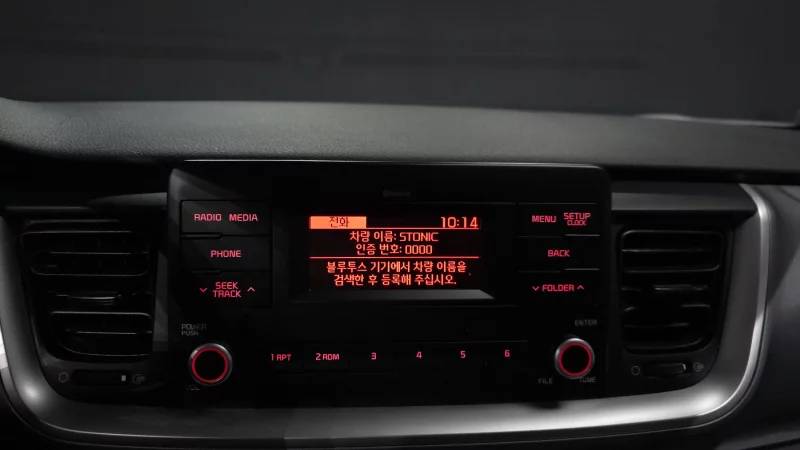 RADIO MEDIA
PHONE
SEEK
TRACK
POWER
PUSH
전화 10:14
차량 이름: STONIC
인증 번호: 0000
블루투스 기기에서 차량 이름을
검색한 후 등록해 주십시오.
MENU SETUP
CLOCK
BACK
FOLDER
ENTER
1 RPT 2 RDM 3 4 5 6
FILE TUNE